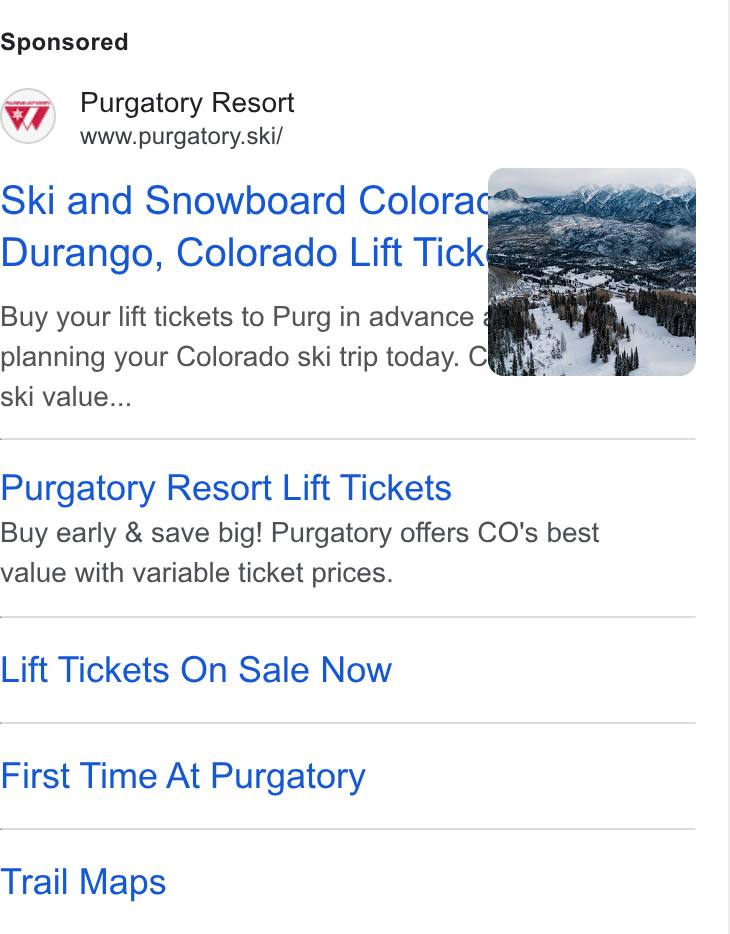 Sponsored
Purgatory Resort
www.purgatory.ski/
Ski and Snowboard
Durango, Colorado Lift
Buy your lift tickets to Purg in advance
planning your Colorado ski trip today.
ski value...
Purgatory Resort Lift Tickets
Buy early & save big! Purgatory offers CO's best
value with variable ticket prices.
Lift Tickets On Sale Now
First Time At Purgatory
Trail Maps